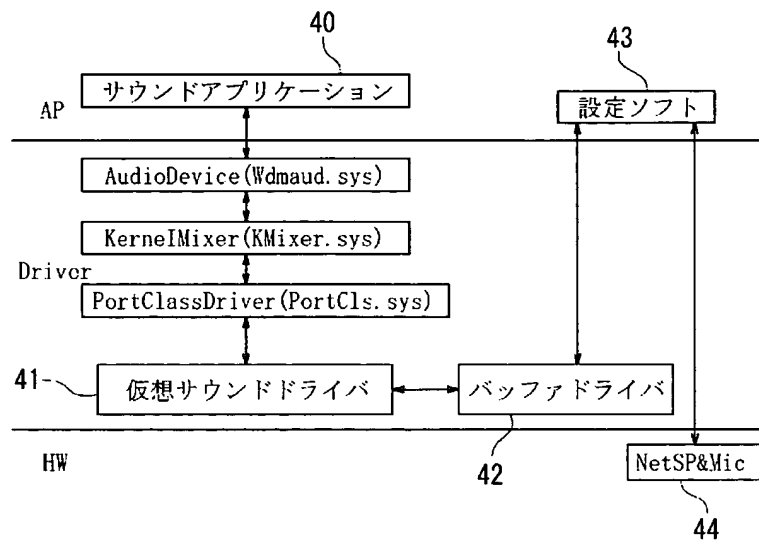 40
43
サウンドアプリケーション
設定ソフト
AP
AudioDevice(Wdmaud.sys)
KernelMixer(KMixer.sys)
Driver
PortClassDriver(PortCls.sys)
41
仮想サウンドドライバ
バッファドライバ
42
HW
NetSP&Mic
44